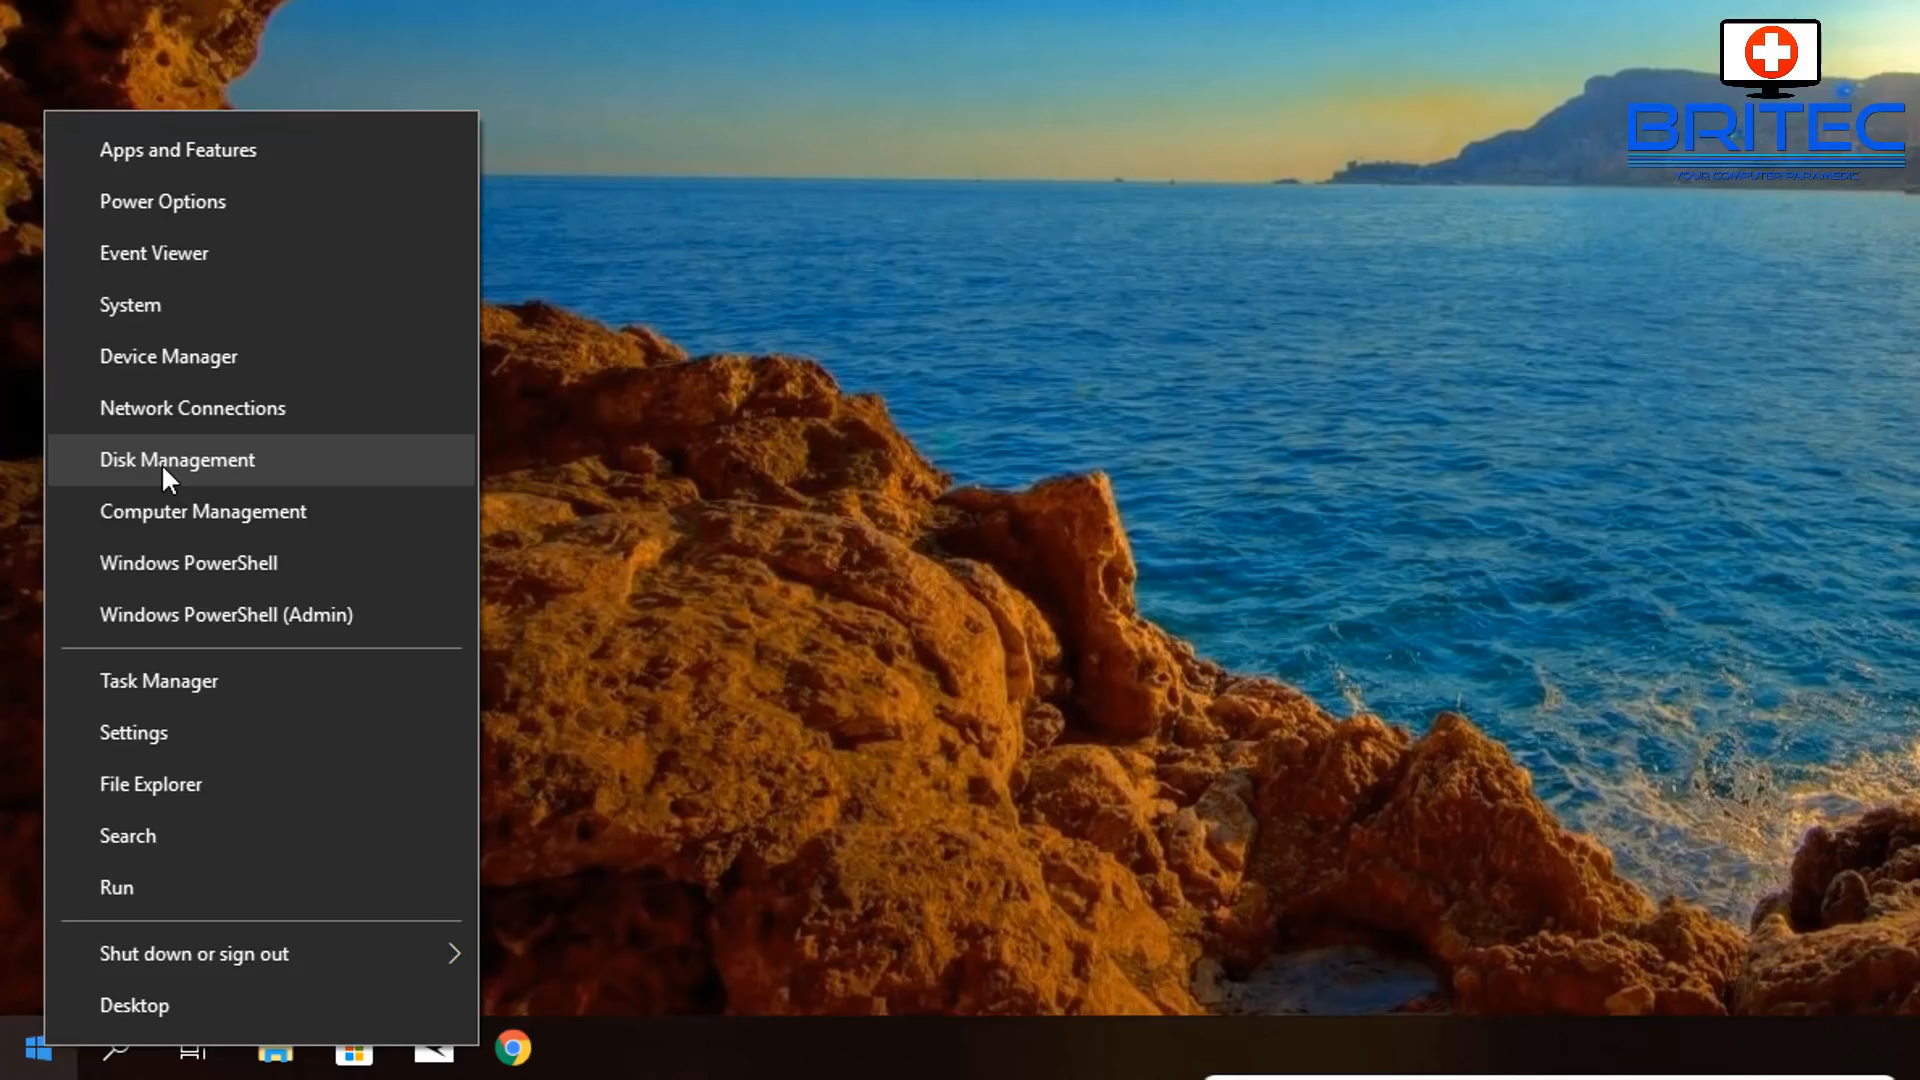 BRITEC
YOUR COMPUTER PARAMEDIC
Apps and Features
Power Options
Event Viewer
System
Device Manager
Network Connections
Disk Management
Computer Management
Windows PowerShell
Windows PowerShell (Admin)
Task Manager
Settings
File Explorer
Search
Run
Shut down or sign out
Desktop